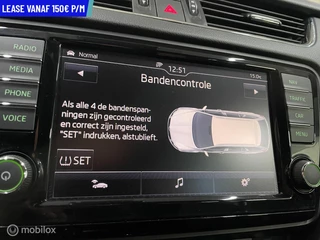 LEASE VANAF 150€ P/M
RADIO
MEDIA
PHONE
VOICE
Normal
12:51
15.0c
Bandencontrole
Als alle 4 de bandenspan-
ningen zijn gecontroleerd
en correct zijn ingesteld,
"SET" indrukken, alstublieft.
SET
NAV
TRAFFIC
CAR
MENU
mobilox